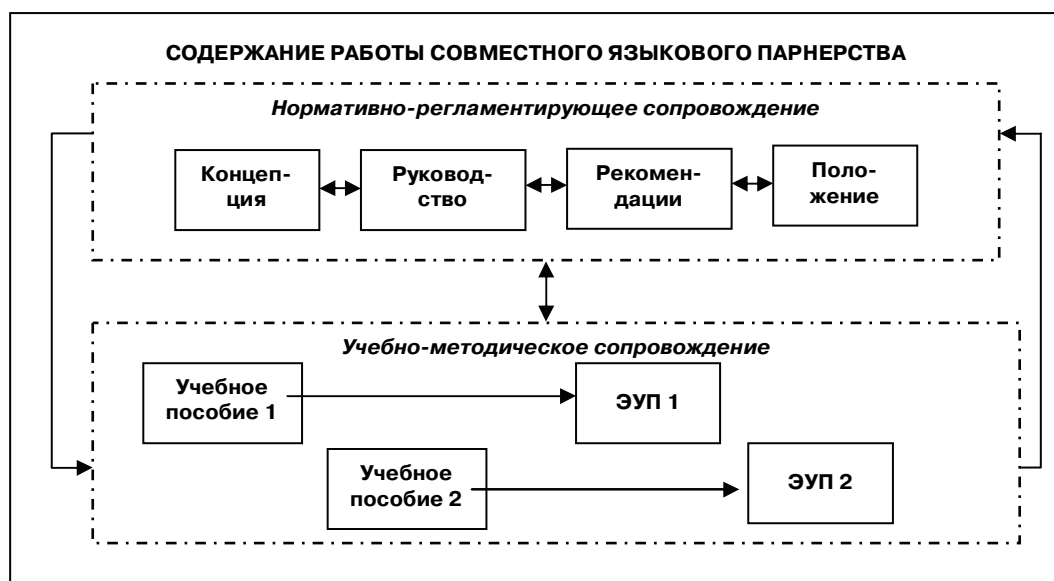 СОДЕРЖАНИЕ РАБОТЫ СОВМЕСТНОГО ЯЗЫКОВОГО ПАРНЕРСТВА
Нормативно-регламентирующее сопровождение
Концеп-
ция
Руковод-
ство
Рекомен-
дации
Поло-
жение
Учебно-методическое сопровождение
Учебное
пособие 1
ЭУП 1
Учебное
пособие 2
ЭУП 2